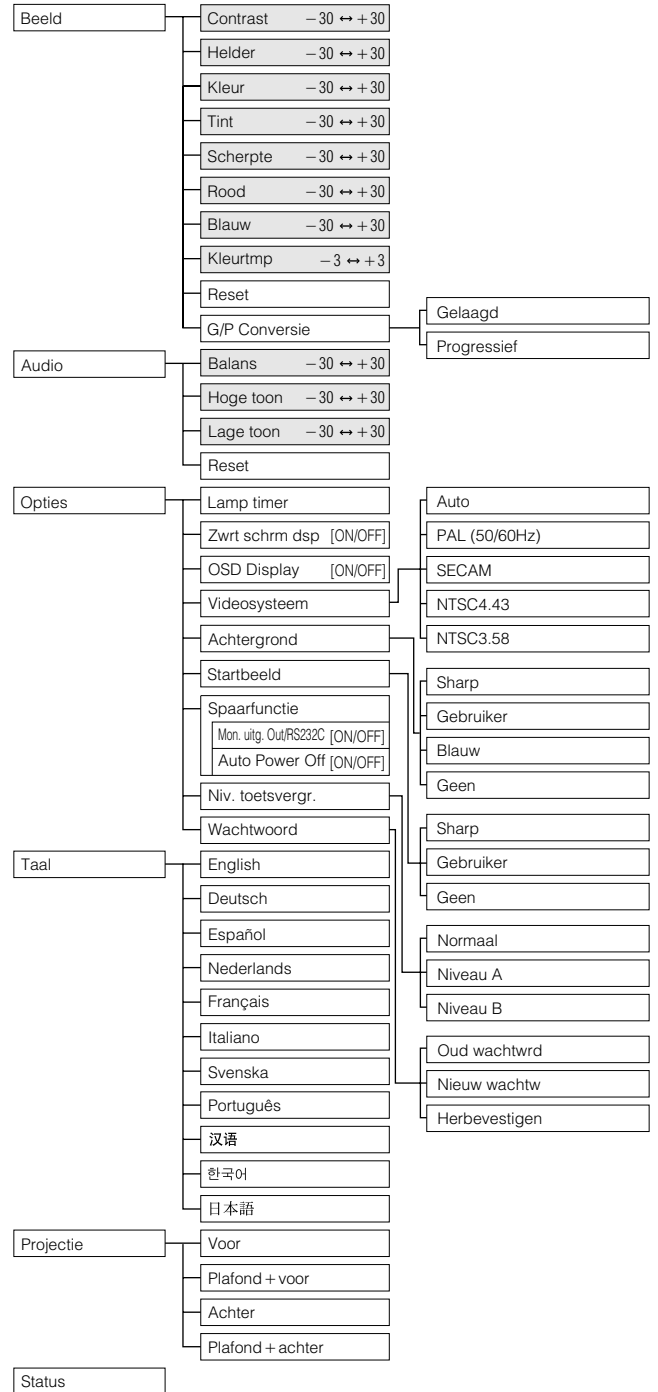 Beeld
Contrast −30 ↔ +30
Helder −30 ↔ +30
Kleur −30 ↔ +30
Tint −30 ↔ +30
Scherpte −30 ↔ +30
Rood −30 ↔ +30
Blauw −30 ↔ +30
Kleurtmp −3 ↔ +3
Reset
G/P Conversie
Gelaagd
Progressief
Audio
Balans −30 ↔ +30
Hoge toon −30 ↔ +30
Lage toon −30 ↔ +30
Reset
Opties
Lamp timer
Zwrt schrm dsp [ON/OFF]
OSD Display [ON/OFF]
Videosysteem
Achtergrond
Startbeeld
Spaarfunctie
Mon. uitg. Out/RS232C [ON/OFF]
Auto Power Off [ON/OFF]
Niv. toetsvergr.
Wachtwoord
Auto
PAL (50/60Hz)
SECAM
NTSC4.43
NTSC3.58
Sharp
Gebruiker
Blauw
Geen
Sharp
Gebruiker
Geen
Normaal
Niveau A
Niveau B
Oud wachtwrd
Nieuw wachtw
Herbevestigen
Taal
English
Deutsch
Español
Nederlands
Français
Italiano
Svenska
Português
汉语
한국어
日本語
Projectie
Voor
Plafond + voor
Achter
Plafond + achter
Status